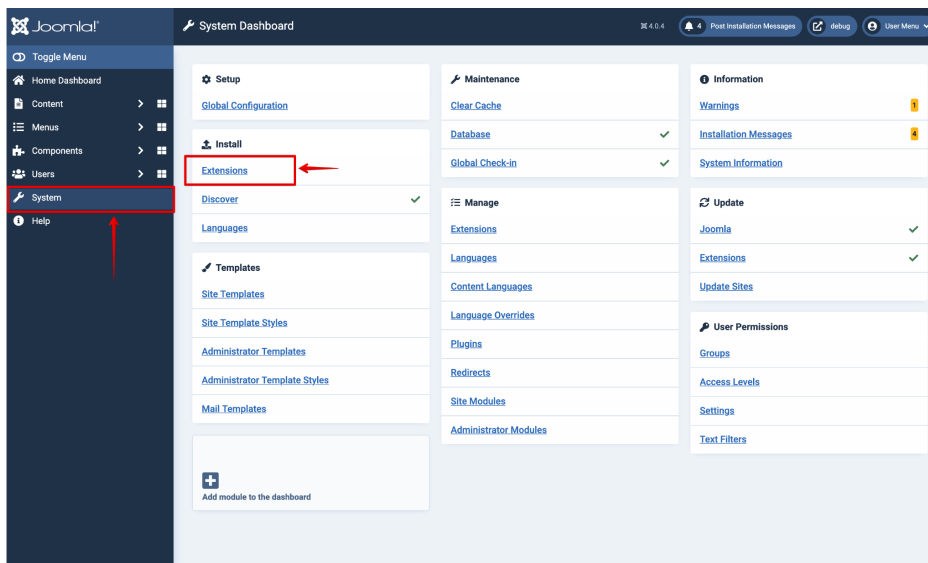 Joomla!®
System Dashboard
4.0.4
4 Post Installation Messages
debug
User Menu
Toggle Menu
Home Dashboard
Content
Menus
Components
Users
System
Help
Setup
Global Configuration
Install
Extensions
Discover
Languages
Templates
Site Templates
Site Template Styles
Administrator Templates
Administrator Template Styles
Mail Templates
Add module to the dashboard
Maintenance
Clear Cache
Database
Global Check-in
Manage
Extensions
Languages
Content Languages
Language Overrides
Plugins
Redirects
Site Modules
Administrator Modules
Information
Warnings 1
Installation Messages 4
System Information
Update
Joomla
Extensions
Update Sites
User Permissions
Groups
Access Levels
Settings
Text Filters